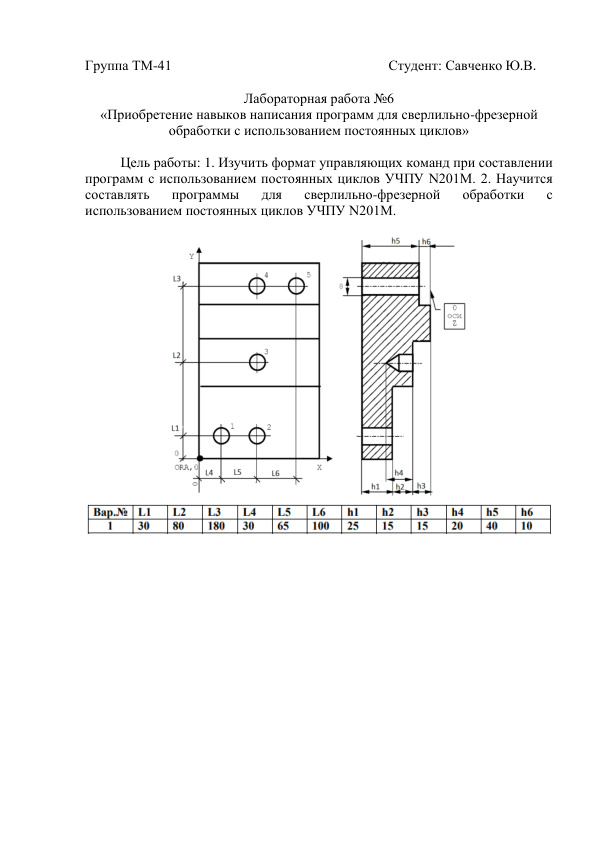 Группа ТМ-41 Студент: Савченко Ю.В.
Лабораторная работа №6
«Приобретение навыков написания программ для сверлильно-фрезерной
обработки с использованием постоянных циклов»
Цель работы: 1. Изучить формат управляющих команд при составлении
программ с использованием постоянных циклов УЧПУ N201M. 2. Научится
составлять программы для сверлильно-фрезерной обработки с
использованием постоянных циклов УЧПУ N201M.
h5 h6
Y
L3 4 5
8
0
оси
Z
L2 3
L1 1 2
0
ORA,0 X
L4 L5 L6
0
h4
h1 h2 h3
Вар.№ L1 L2 L3 L4 L5 L6 h1 h2 h3 h4 h5 h6
1 30 80 180 30 65 100 25 15 15 20 40 10